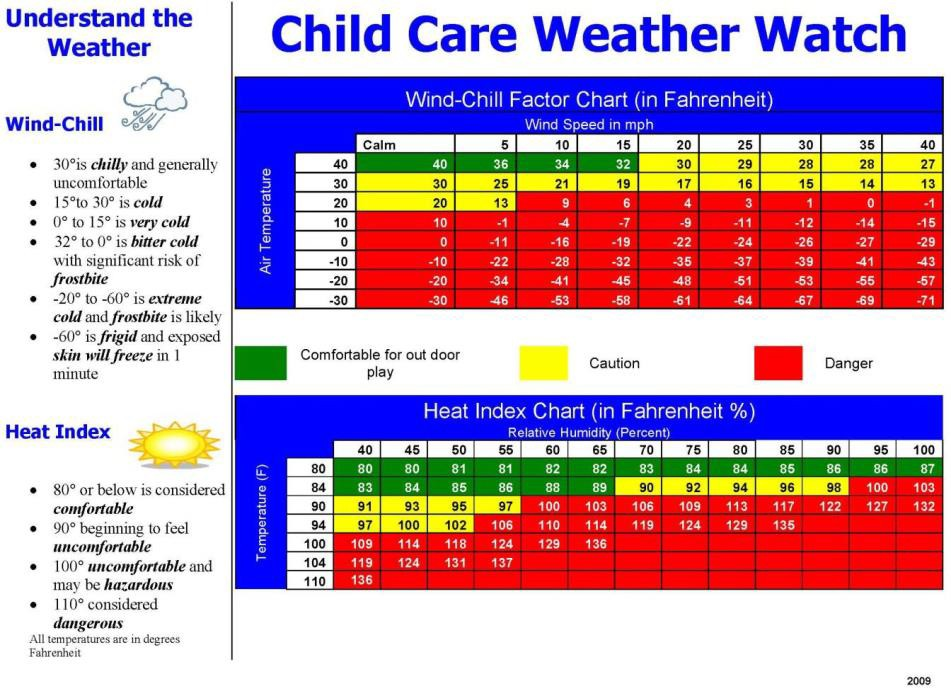 Understand the
Weather
Child Care Weather Watch
Wind-Chill
30°is chilly and generally
uncomfortable
15°to 30° is cold
0° to 15° is very cold
32° to 0° is bitter cold
with significant risk of
frostbite
-20° to -60° is extreme
cold and frostbite is likely
-60° is frigid and exposed
skin will freeze in 1
minute
Heat Index
80° or below is considered
comfortable
90° beginning to feel
uncomfortable
100° uncomfortable and
may be hazardous
110° considered
dangerous
All temperatures are in degrees
Fahrenheit
Wind-Chill Factor Chart (in Fahrenheit)
Wind Speed in mph
Air Temperature
Calm 5 10 15 20 25 30 35 40
40 40 36 34 32 30 29 28 28 27
30 30 25 21 19 17 16 15 14 13
20 20 13 9 6 4 3 1 0 -1
10 10 -1 -4 -7 -9 -11 -12 -14 -15
0 0 -11 -16 -19 -22 -24 -26 -27 -29
-10 -10 -22 -28 -32 -35 -37 -39 -41 -43
-20 -20 -34 -41 -45 -48 -51 -53 -55 -57
-30 -30 -46 -53 -58 -61 -64 -67 -69 -71
Comfortable for out door
play
Caution
Danger
Heat Index Chart (in Fahrenheit %)
Relative Humidity (Percent)
Temperature (F)
40 45 50 55 60 65 70 75 80 85 90 95 100
80 80 80 81 81 82 82 83 84 84 85 86 86 87
84 83 84 85 86 88 89 90 92 94 96 98 100 103
90 91 93 95 97 100 103 106 109 113 117 122 127 132
94 97 100 102 106 110 114 119 124 129 135
100 109 114 118 124 129 136
104 119 124 131 137
110 136
2009